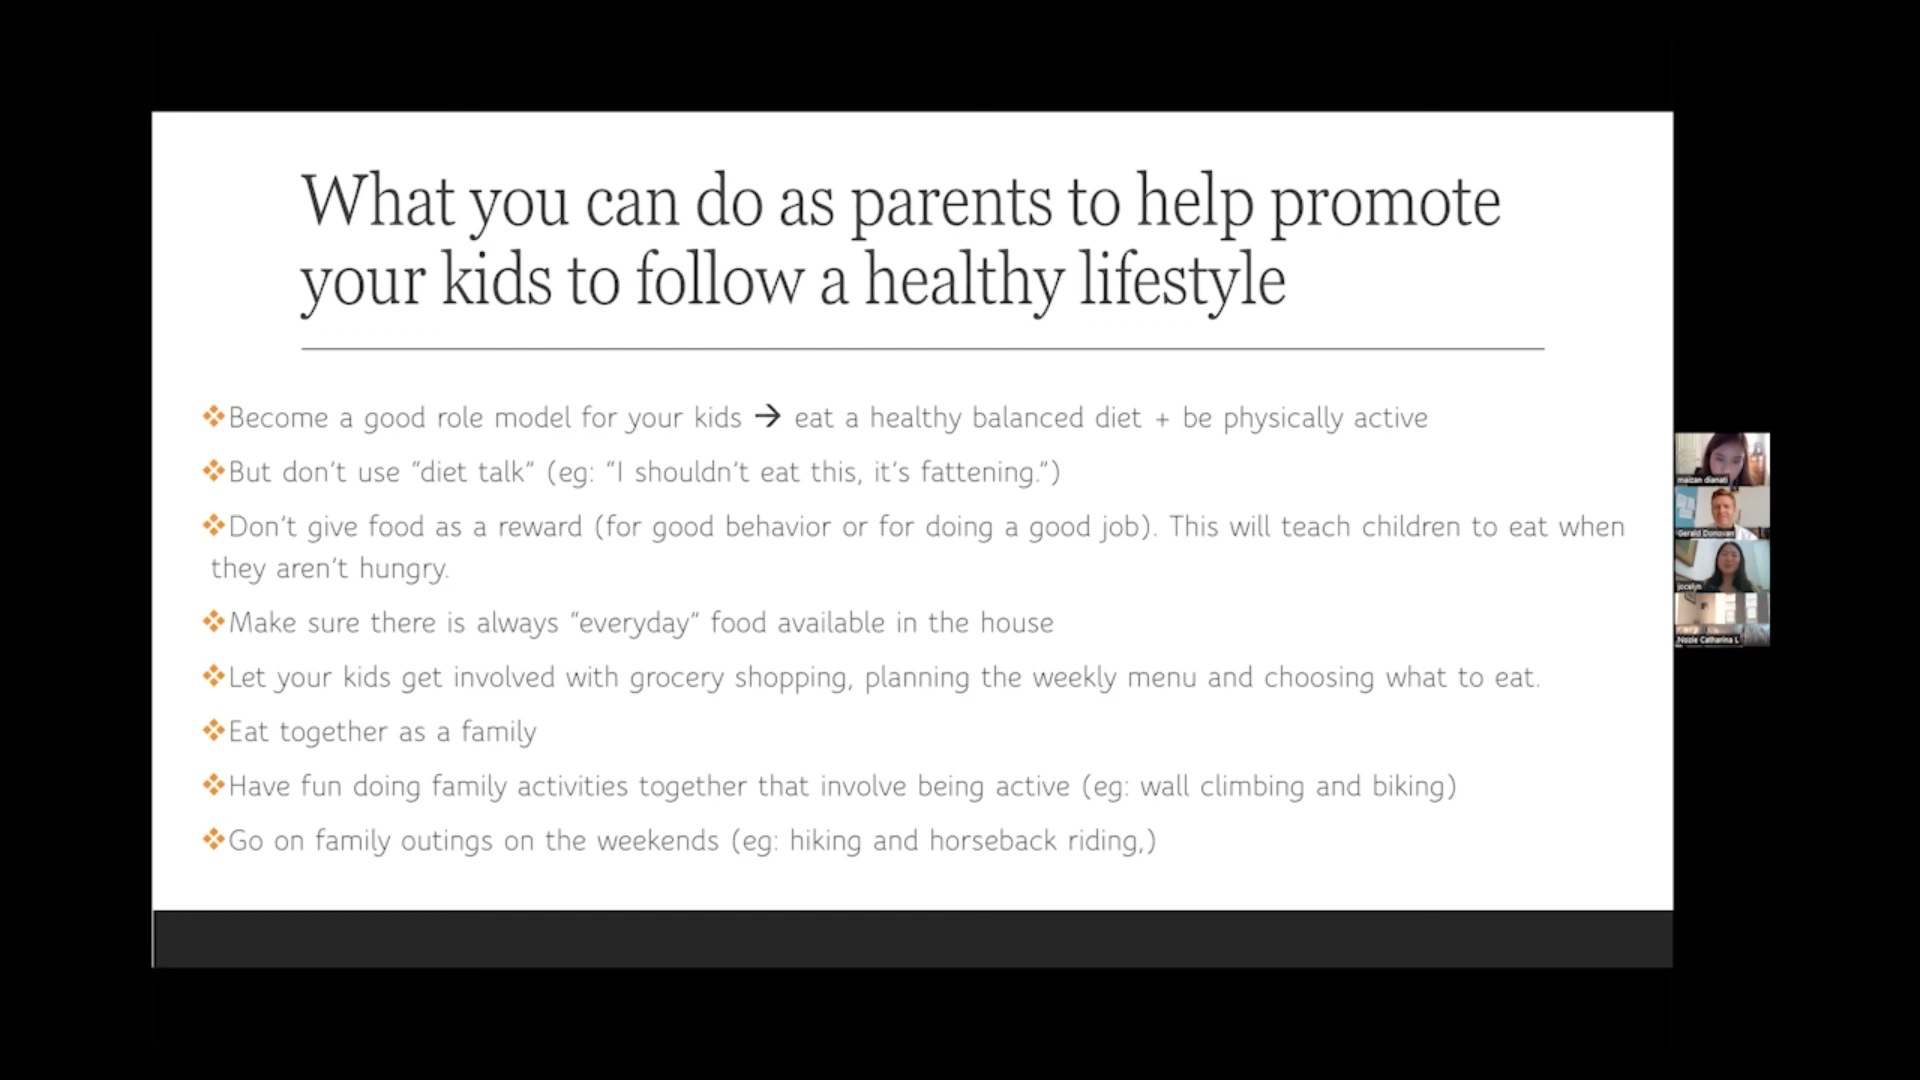 What you can do as parents to help promote
your kids to follow a healthy lifestyle
❖Become a good role model for your kids → eat a healthy balanced diet + be physically active
❖But don’t use “diet talk” (eg: “I shouldn’t eat this, it’s fattening.”)
❖Don’t give food as a reward (for good behavior or for doing a good job). This will teach children to eat when
they aren’t hungry.
❖Make sure there is always “everyday” food available in the house
❖Let your kids get involved with grocery shopping, planning the weekly menu and choosing what to eat.
❖Eat together as a family
❖Have fun doing family activities together that involve being active (eg: wall climbing and biking)
❖Go on family outings on the weekends (eg: hiking and horseback riding,)
maizan dianati
Gerald Donovan
jocelyn
Nozie Catharina L